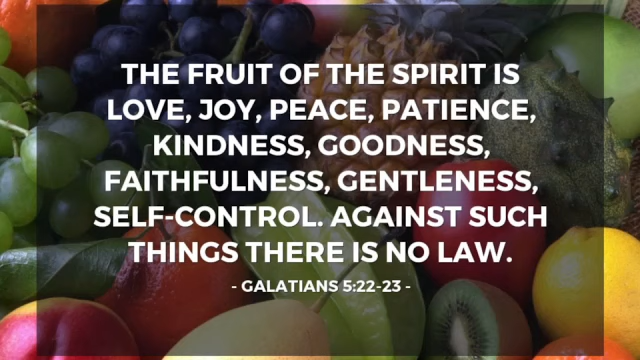 THE FRUIT OF THE SPIRIT IS
LOVE, JOY, PEACE, PATIENCE,
KINDNESS, GOODNESS,
FAITHFULNESS, GENTLENESS,
SELF-CONTROL. AGAINST SUCH
THINGS THERE IS NO LAW.
- GALATIANS 5:22-23 -